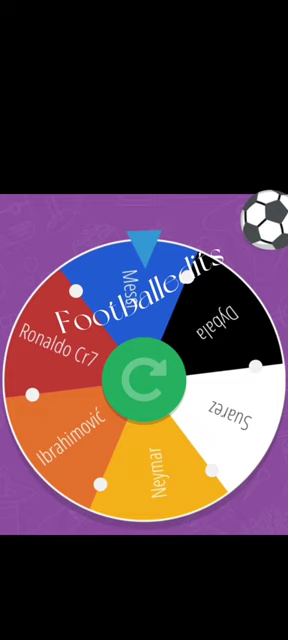 Messi
Footballedits
Dybala
Ronaldo Cr7
Suarez
Ibrahimović
Neymar